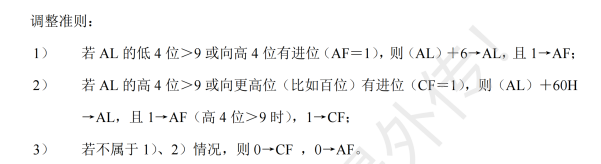 调整准则：
1） 若 AL 的低 4 位＞9 或向高 4 位有进位（AF＝1），则（AL）＋6→AL，且 1→AF；
2） 若 AL 的高 4 位＞9 或向更高位（比如百位）有进位（CF＝1），则（AL）＋60H
→AL，且 1→AF（高 4 位＞9 时），1→CF；
3） 若不属于 1）、2）情况，则 0→CF ，0→AF。
外传！